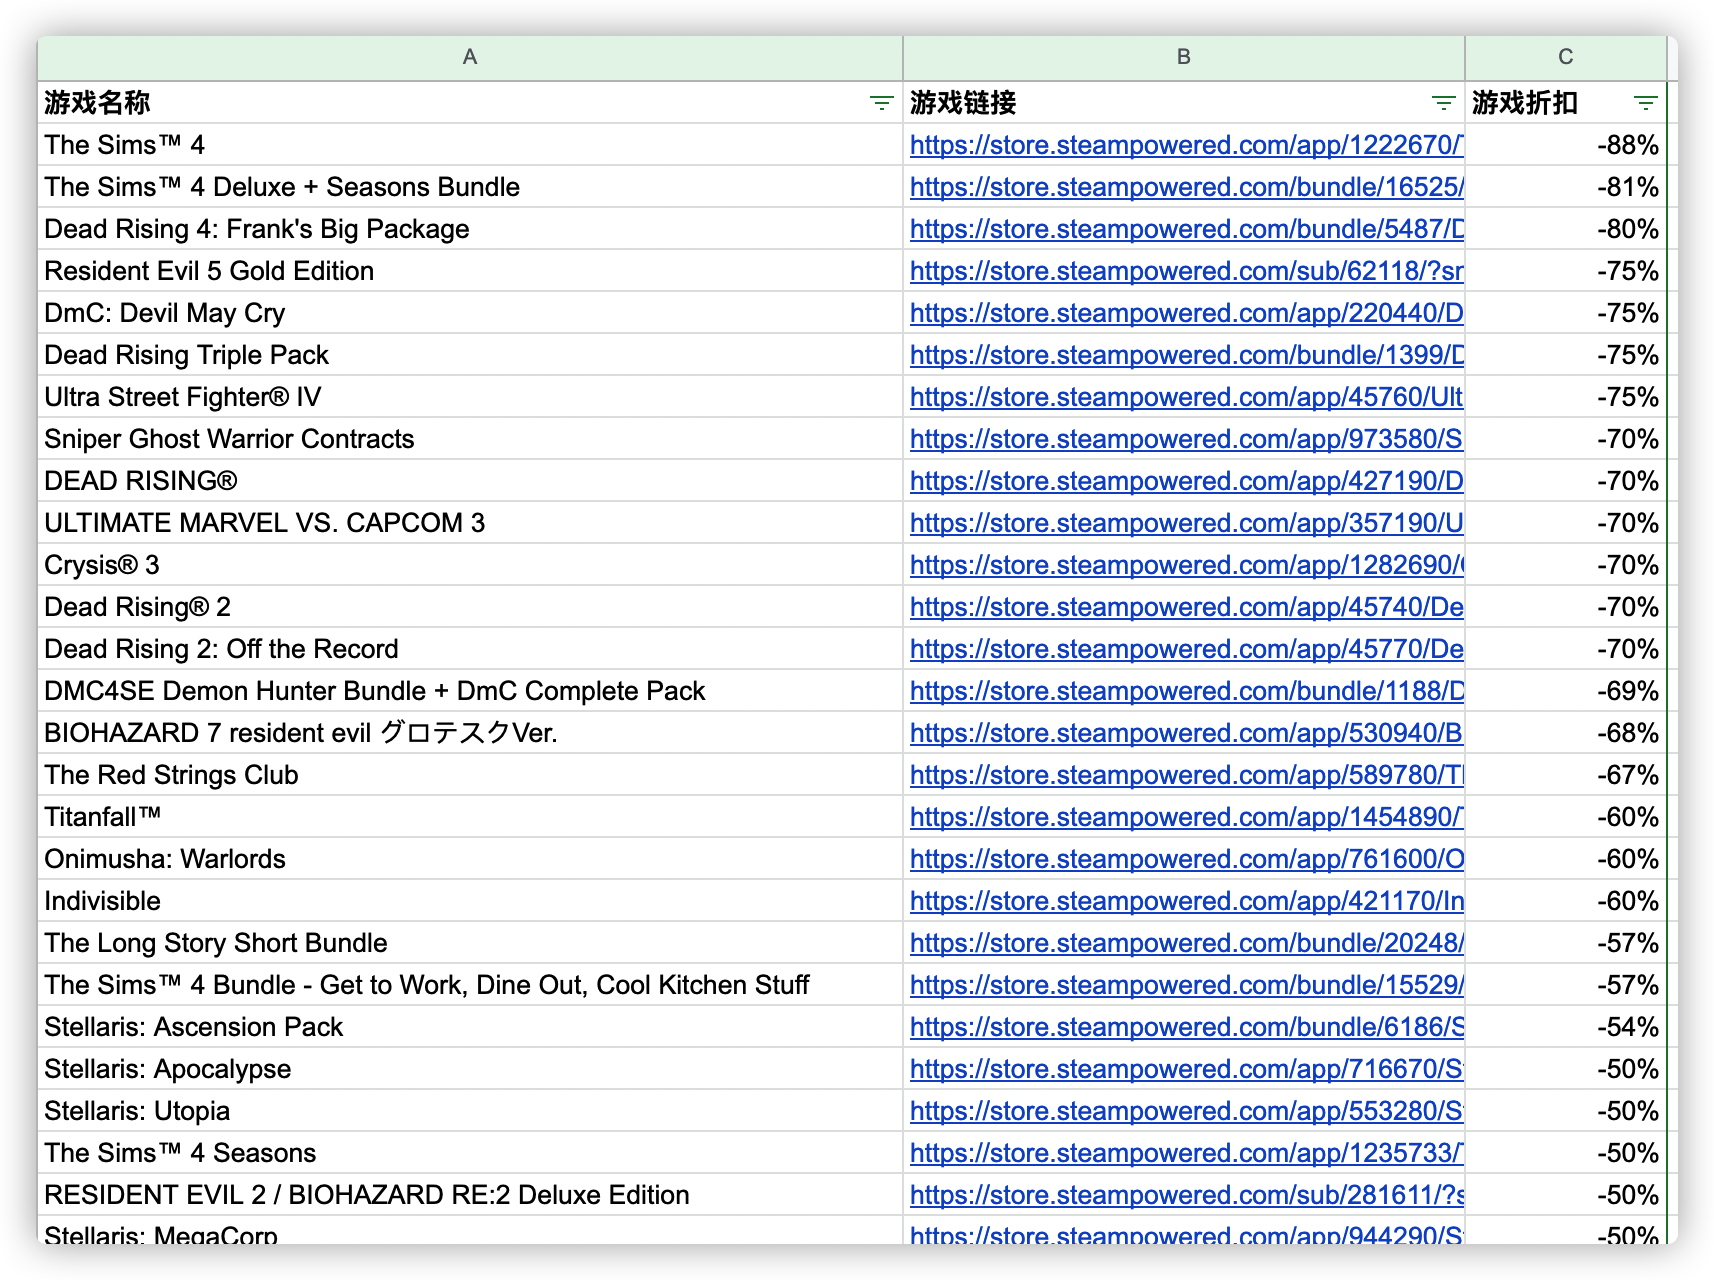 A B C
游戏名称 游戏链接 游戏折扣
The Sims™ 4 https://store.steampowered.com/app/1222670/ -88%
The Sims™ 4 Deluxe + Seasons Bundle https://store.steampowered.com/bundle/16525/ -81%
Dead Rising 4: Frank's Big Package https://store.steampowered.com/bundle/5487/D -80%
Resident Evil 5 Gold Edition https://store.steampowered.com/sub/62118/?sn -75%
DmC: Devil May Cry https://store.steampowered.com/app/220440/D -75%
Dead Rising Triple Pack https://store.steampowered.com/bundle/1399/D -75%
Ultra Street Fighter® IV https://store.steampowered.com/app/45760/Ult -75%
Sniper Ghost Warrior Contracts https://store.steampowered.com/app/973580/S -70%
DEAD RISING® https://store.steampowered.com/app/427190/D -70%
ULTIMATE MARVEL VS. CAPCOM 3 https://store.steampowered.com/app/357190/U -70%
Crysis® 3 https://store.steampowered.com/app/1282690/ -70%
Dead Rising® 2 https://store.steampowered.com/app/45740/De -70%
Dead Rising 2: Off the Record https://store.steampowered.com/app/45770/De -70%
DMC4SE Demon Hunter Bundle + DmC Complete Pack https://store.steampowered.com/bundle/1188/D -69%
BIOHAZARD 7 resident evil グロテスクVer. https://store.steampowered.com/app/530940/B -68%
The Red Strings Club https://store.steampowered.com/app/589780/Th -67%
Titanfall™ https://store.steampowered.com/app/1454890/ -60%
Onimusha: Warlords https://store.steampowered.com/app/761600/O -60%
Indivisible https://store.steampowered.com/app/421170/In -60%
The Long Story Short Bundle https://store.steampowered.com/bundle/20248/ -57%
The Sims™ 4 Bundle - Get to Work, Dine Out, Cool Kitchen Stuff https://store.steampowered.com/bundle/15529/ -57%
Stellaris: Ascension Pack https://store.steampowered.com/bundle/6186/S -54%
Stellaris: Apocalypse https://store.steampowered.com/app/716670/S -50%
Stellaris: Utopia https://store.steampowered.com/app/553280/S -50%
The Sims™ 4 Seasons https://store.steampowered.com/app/1235733/ -50%
RESIDENT EVIL 2 / BIOHAZARD RE:2 Deluxe Edition https://store.steampowered.com/sub/281611/?s -50%
Stellaris: MegaCorp https://store.steampowered.com/app/944290/S -50%